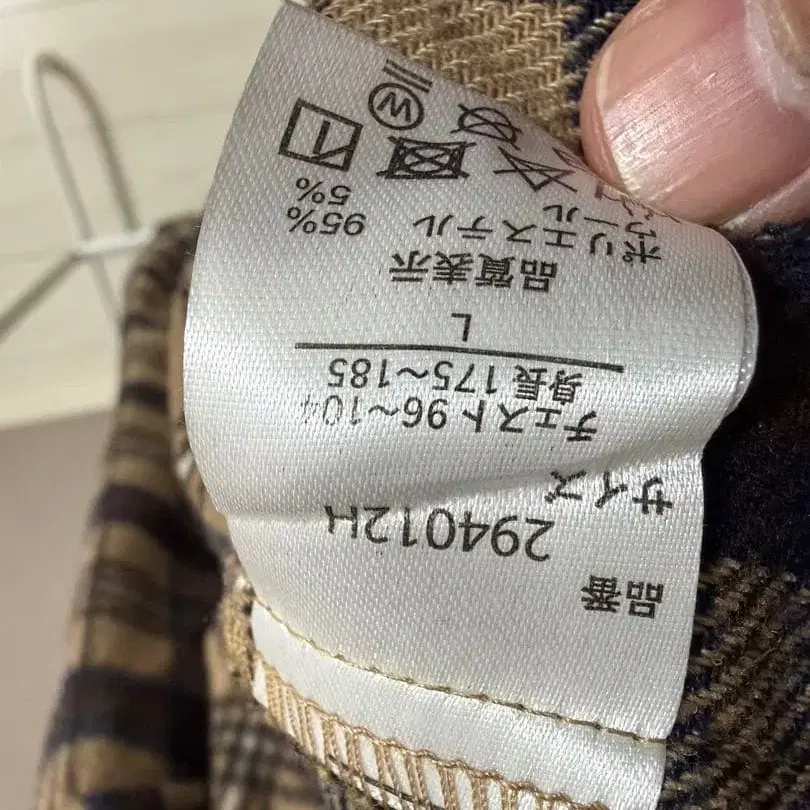 品番
294012H
サイズ
チェスト 96~104
身長 175~185
L
品質表示
ポリエステル 95%
ウール 5%
W